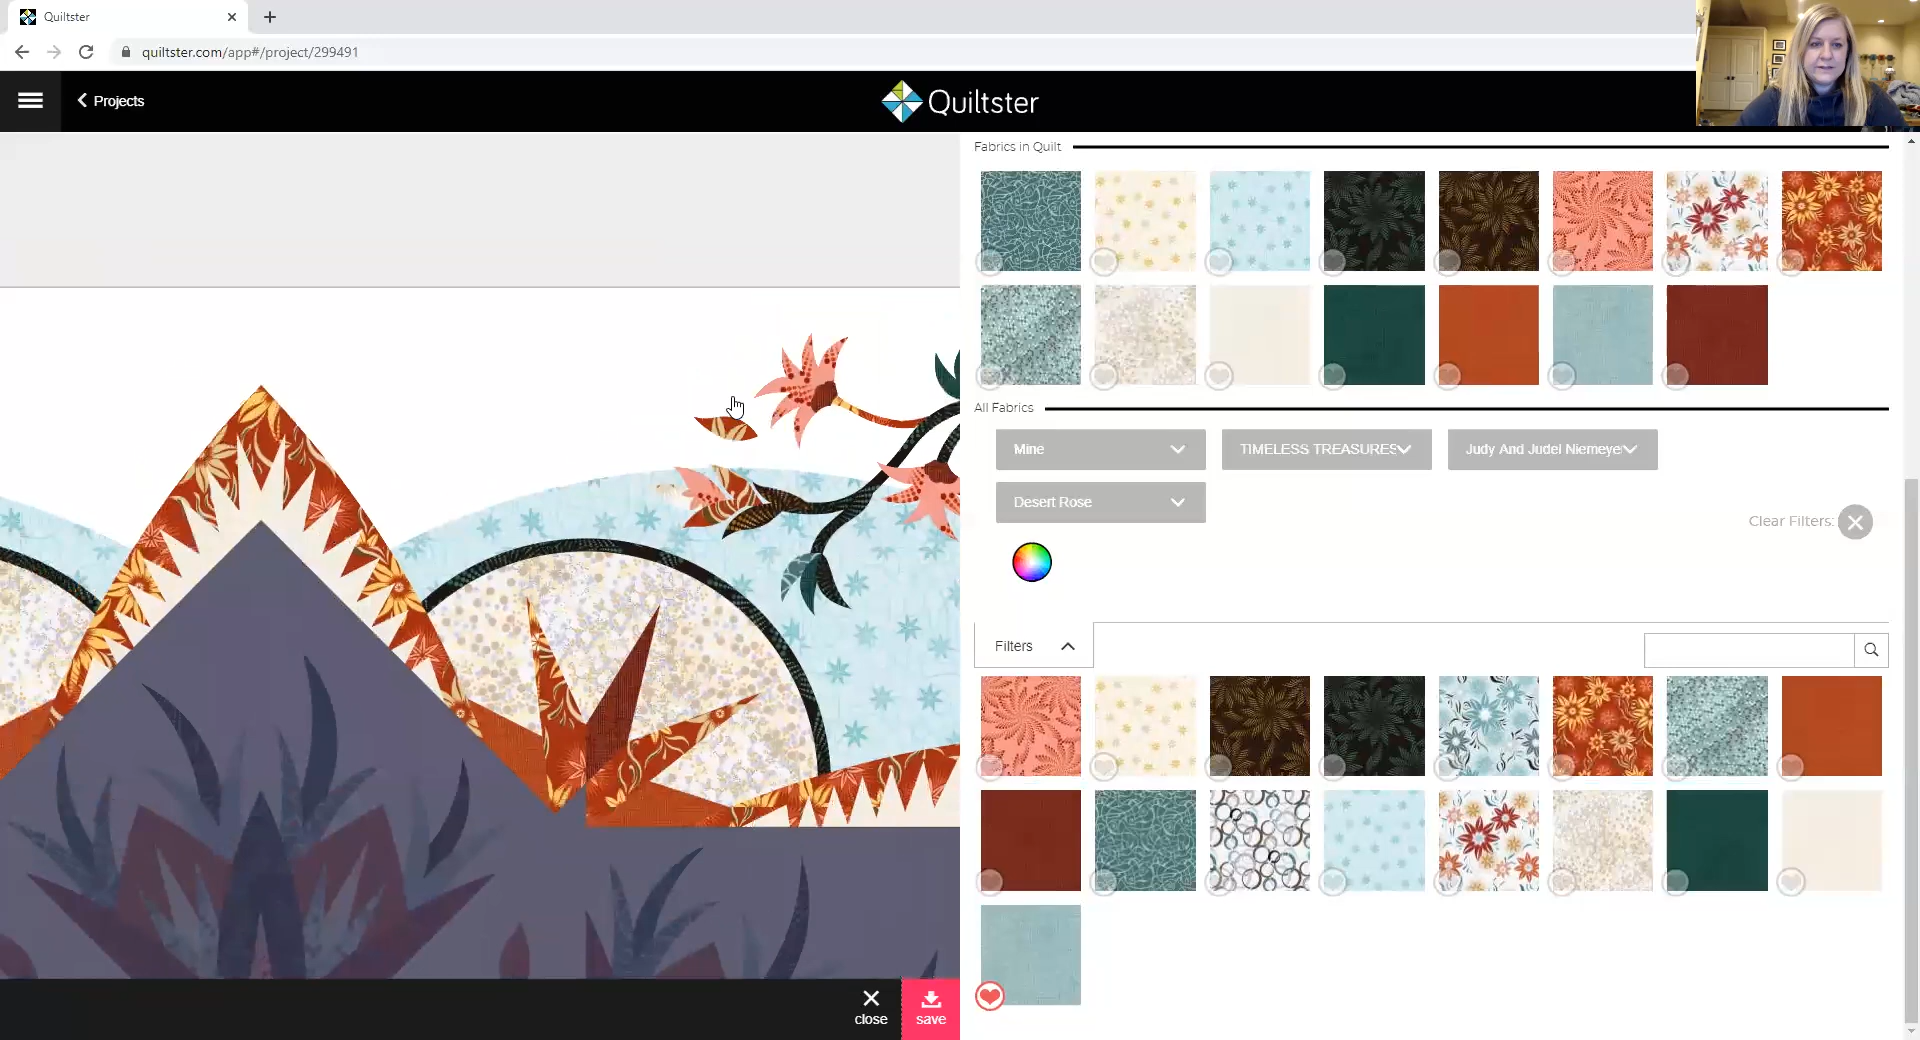 Quiltster
quiltster.com/app#/project/299491
Projects
Quiltster
Fabrics in Quilt
All Fabrics
Mine
TIMELESS TREASURES
Judy And Judel Niemeye
Desert Rose
Clear Filters:
Filters
close
save